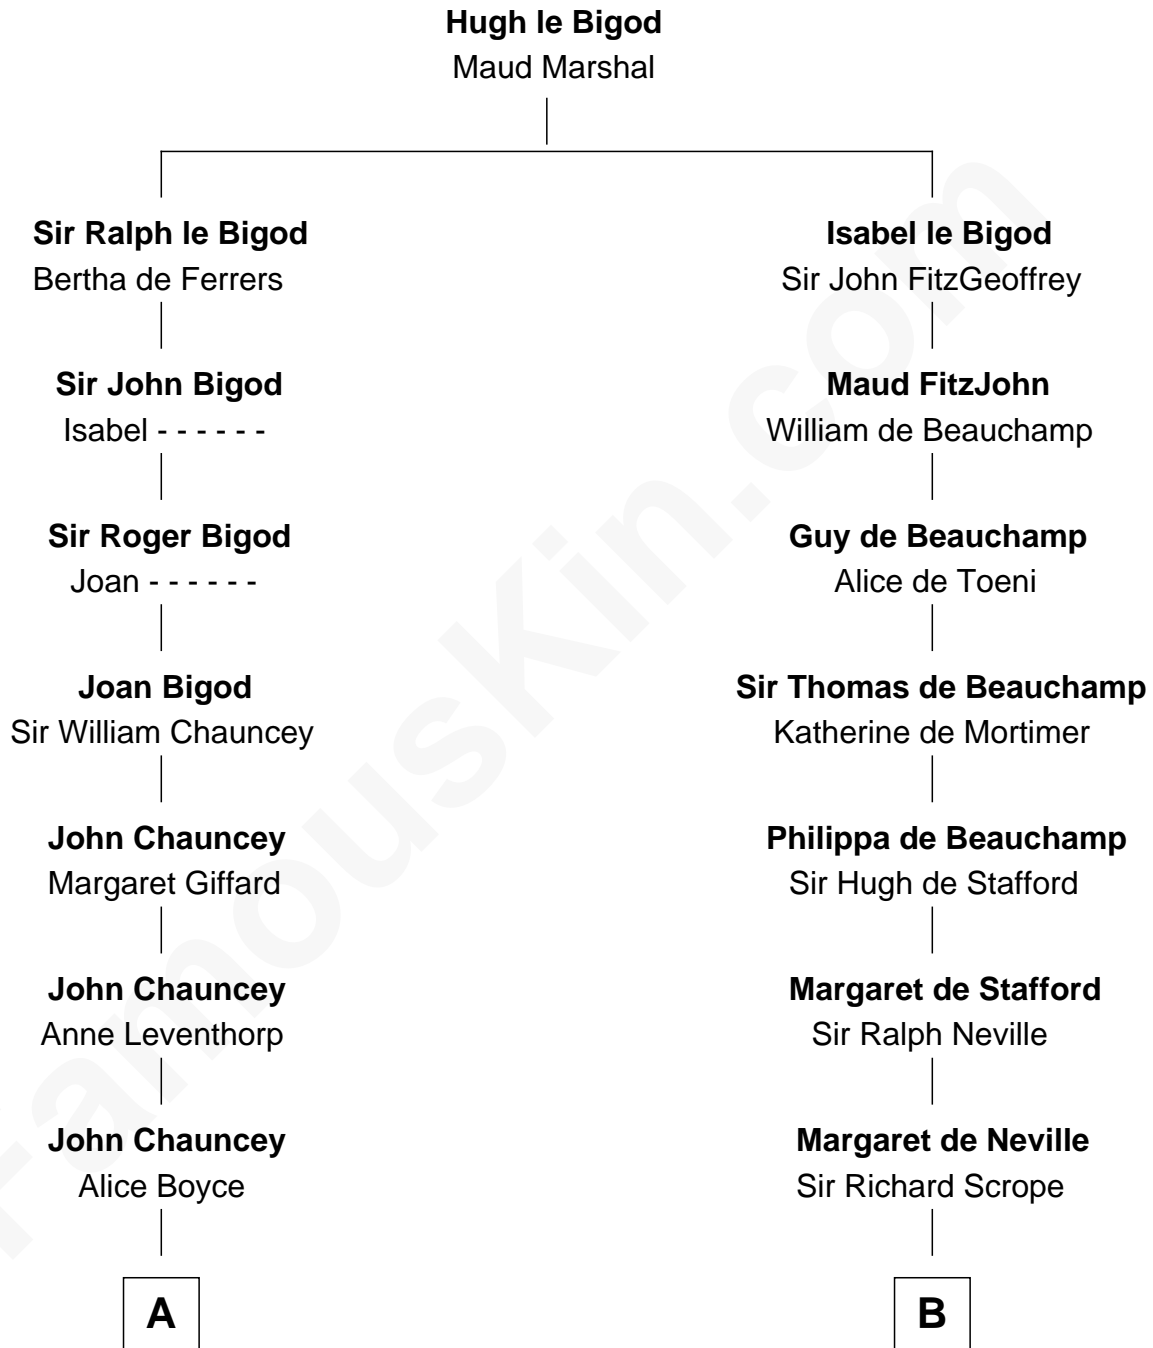 Hugh le Bigod
Maud Marshal
Sir Ralph le Bigod
Bertha de Ferrers
Isabel le Bigod
Sir John FitzGeoffrey
Sir John Bigod
Isabel - - - - - -
Maud FitzJohn
William de Beauchamp
Sir Roger Bigod
Joan - - - - - -
Guy de Beauchamp
Alice de Toeni
Joan Bigod
Sir William Chauncey
Sir Thomas de Beauchamp
Katherine de Mortimer
John Chauncey
Margaret Giffard
Philippa de Beauchamp
Sir Hugh de Stafford
John Chauncey
Anne Leventhorp
Margaret de Stafford
Sir Ralph Neville
John Chauncey
Alice Boyce
Margaret de Neville
Sir Richard Scrope
A
B
FamousKin.com